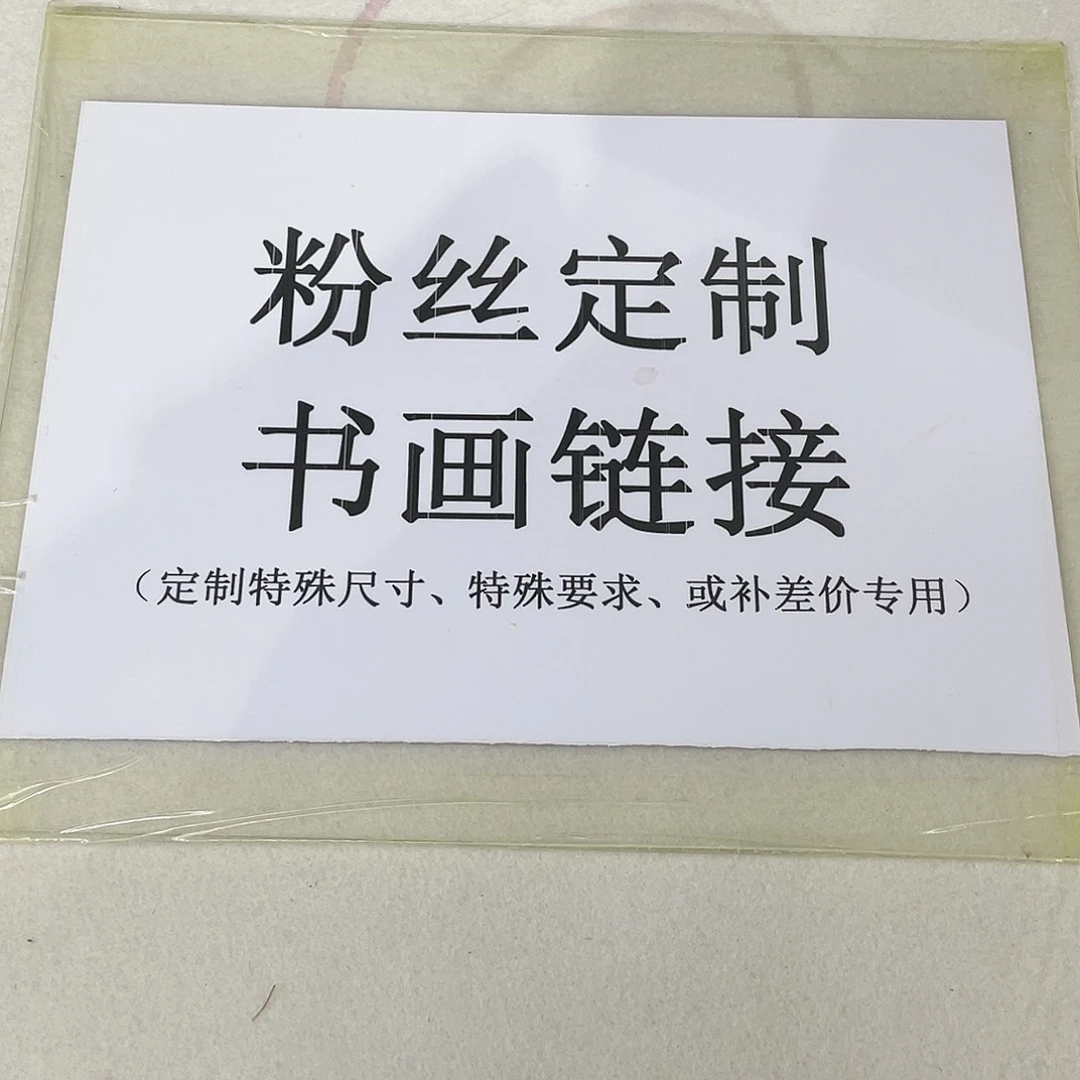 粉丝定制
书画链接
（定制特殊尺寸、特殊要求、或补差价专用）